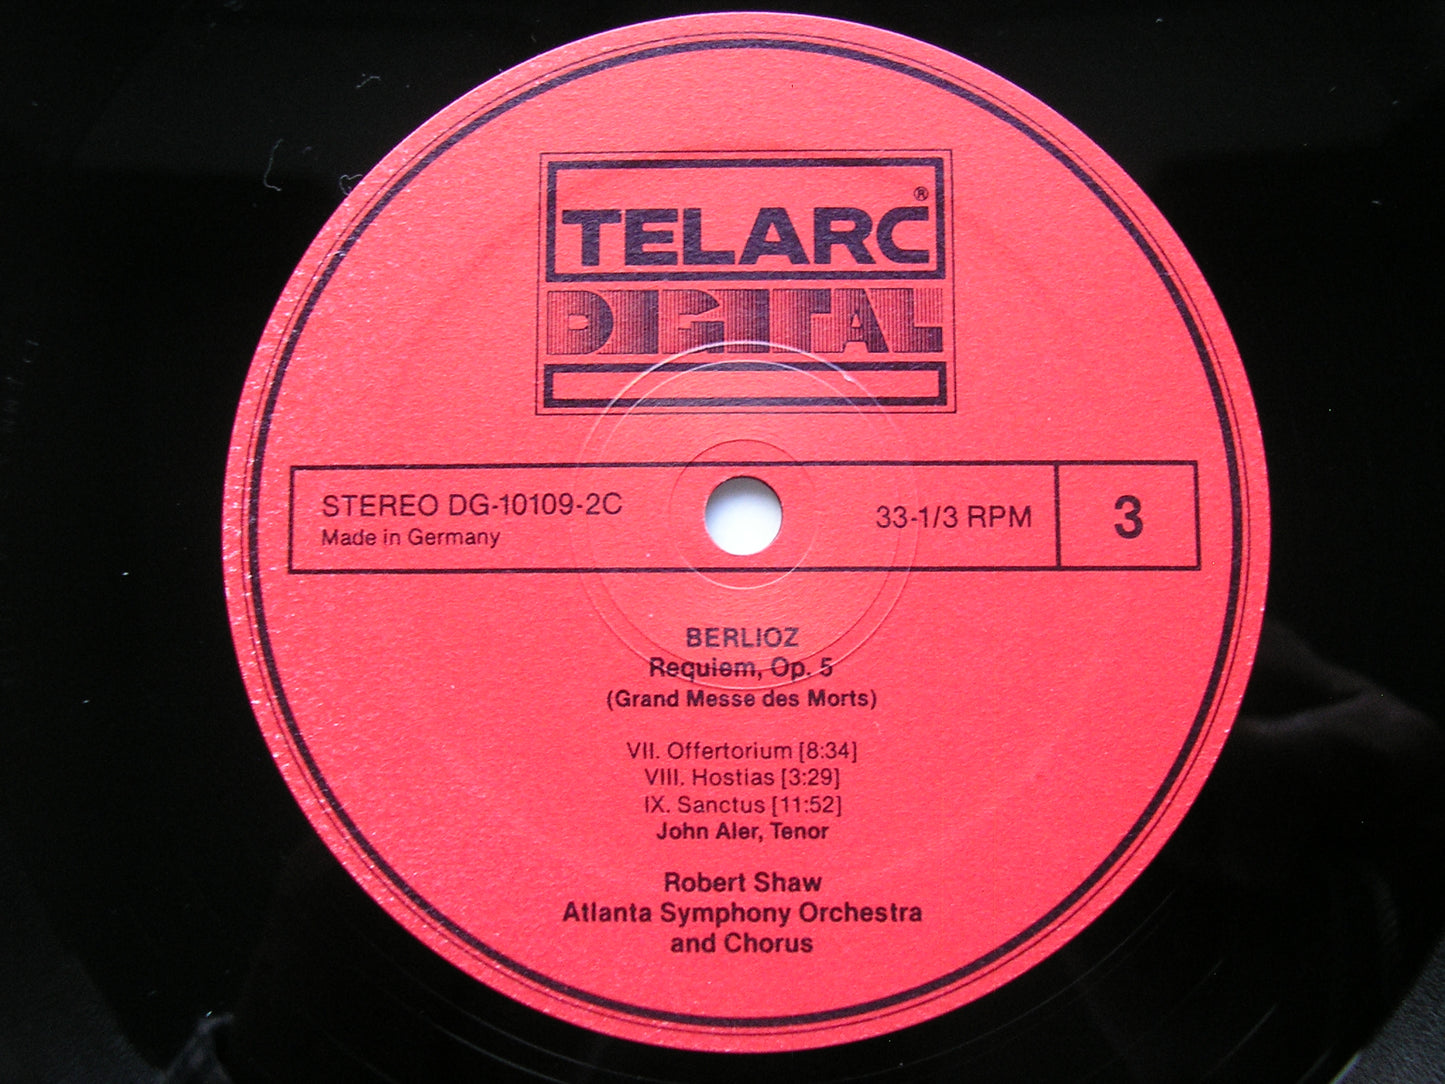 TELARC®
DIGITAL
STEREO DG-10109-2C
Made in Germany
33-1/3 RPM
3
BERLIOZ
Requiem, Op. 5
(Grand Messe des Morts)
VII. Offertorium [8:34]
VIII. Hostias [3:29]
IX. Sanctus [11:52]
John Aler, Tenor
Robert Shaw
Atlanta Symphony Orchestra
and Chorus